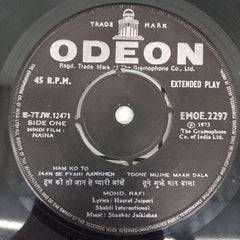 TRADE MARK
ODEON
Regd. Trade Mark of The Gramophone Co., Ltd.
45 R.P.M.
EXTENDED PLAY
EMOE.2297
SIDE ONE
HINDI FILM :
NAINA
℗ 1973
The Gramophone
Co. of India Ltd.
HAM KO TO
JAAN SE PYARI AANKHEN
TOONE MUJHE MAAR DALA
हम को तो जान से प्यारी आंखें
तूने मुझे मार डाला
MOHD. RAFI
Lyrics : Hasrat Jaipuri
Shakti International
Music : Shankar Jaikishan